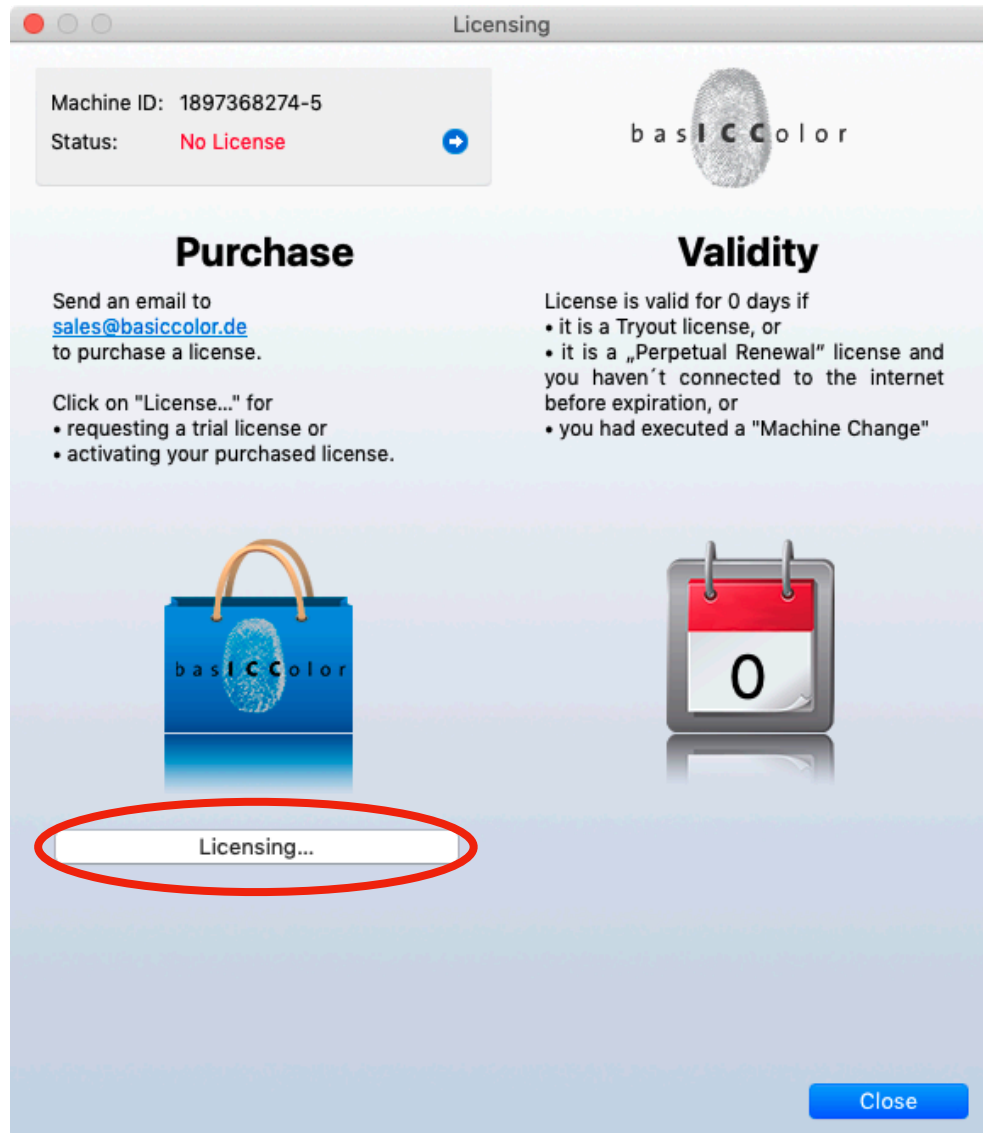 Licensing
Machine ID: 1897368274-5
Status: No License
basICColor
Purchase
Send an email to
sales@basiccolor.de
to purchase a license.
Click on "License..." for
• requesting a trial license or
• activating your purchased license.
Validity
License is valid for 0 days if
• it is a Tryout license, or
• it is a „Perpetual Renewal" license and
you haven´t connected to the internet
before expiration, or
• you had executed a "Machine Change"
basICColor
0
Licensing...
Close